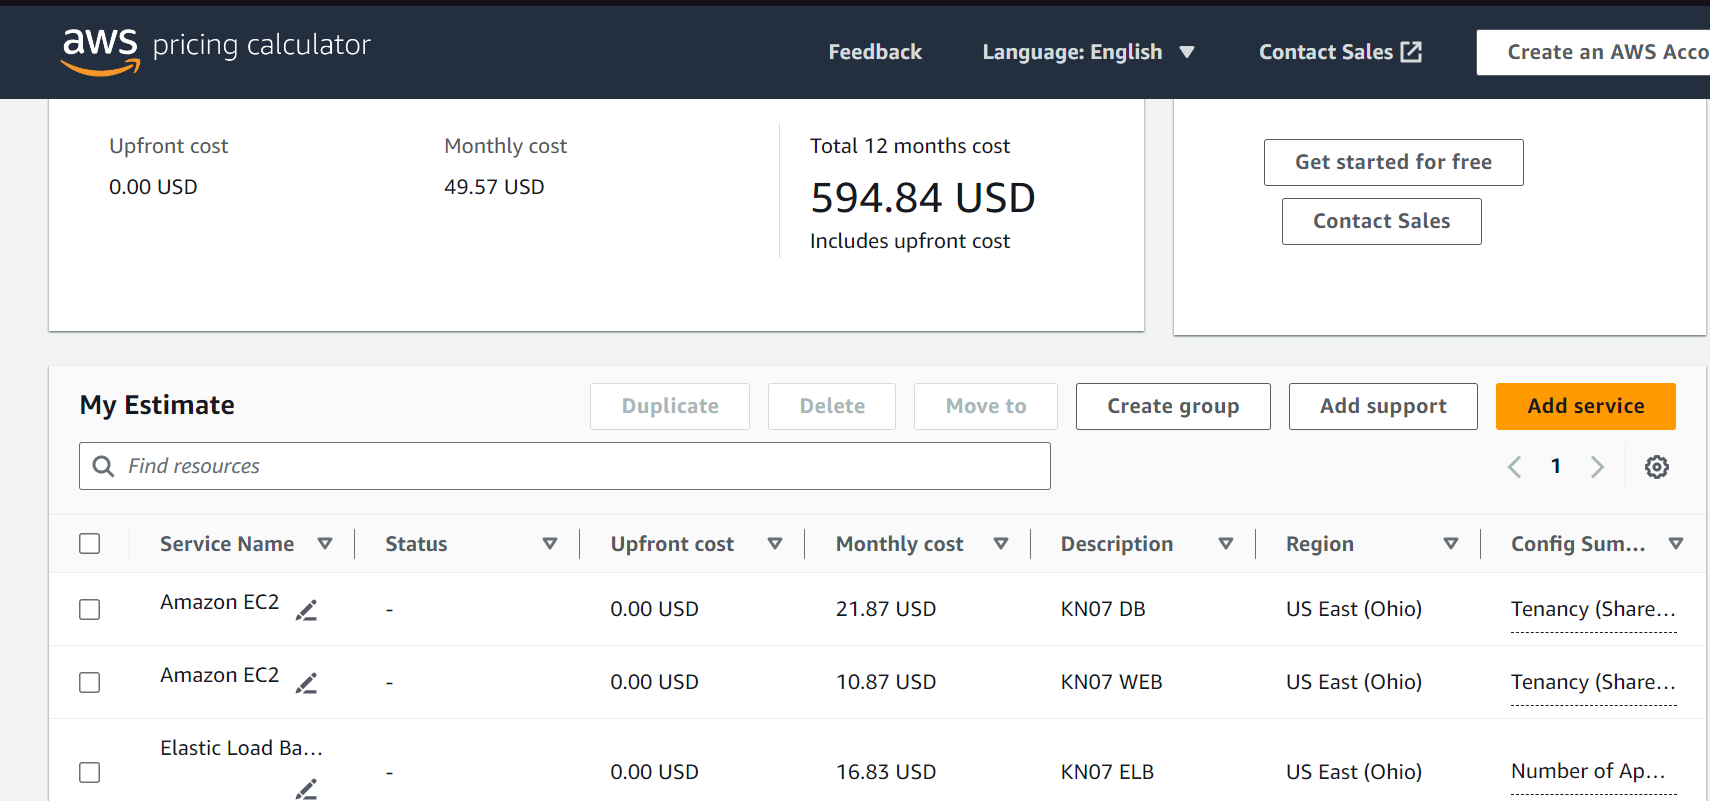 aws pricing calculator
Feedback
Language: English
Contact Sales
Create an AWS Acco
Upfront cost
0.00 USD
Monthly cost
49.57 USD
Total 12 months cost
594.84 USD
Includes upfront cost
Get started for free
Contact Sales
My Estimate
Duplicate
Delete
Move to
Create group
Add support
Add service
Find resources
1
Service Name Status Upfront cost Monthly cost Description Region Config Sum...
Amazon EC2 - 0.00 USD 21.87 USD KN07 DB US East (Ohio) Tenancy (Share...
Amazon EC2 - 0.00 USD 10.87 USD KN07 WEB US East (Ohio) Tenancy (Share...
Elastic Load Ba... - 0.00 USD 16.83 USD KN07 ELB US East (Ohio) Number of Ap...